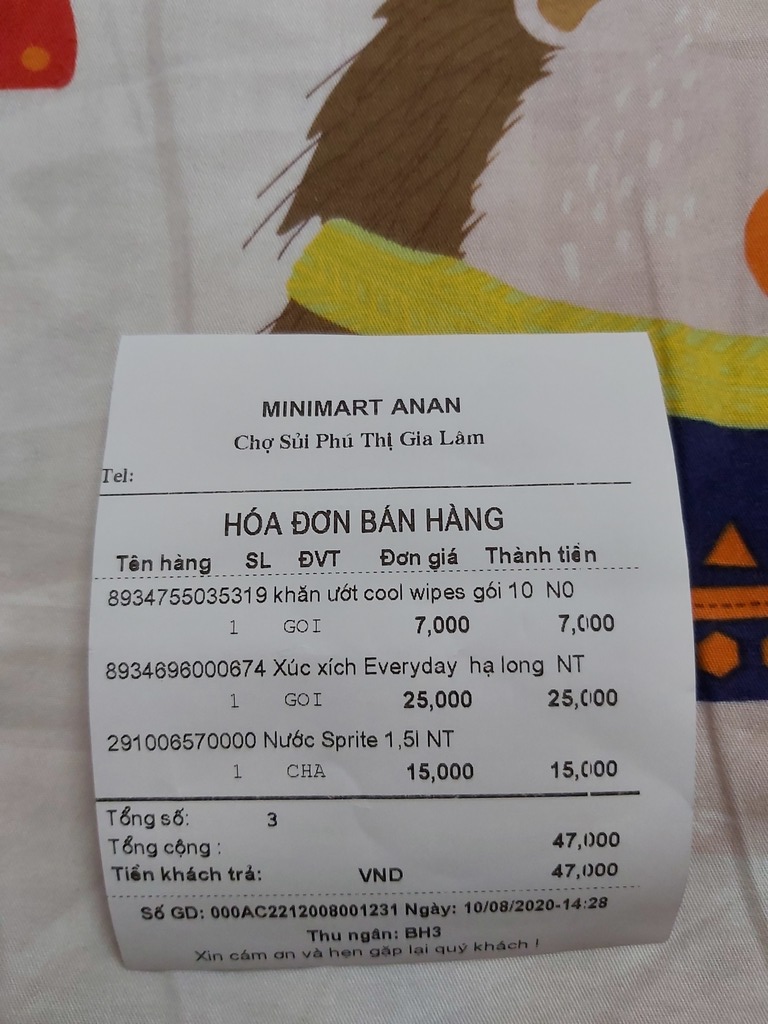 MINIMART ANAN
Chợ Sủi Phú Thị Gia Lâm
Tel:
HÓA ĐƠN BÁN HÀNG
Tên hàng SL ĐVT Đơn giá Thành tiền
8934755035319 khăn ướt cool wipes gói 10 N0
1 GOI 7,000 7,000
8934696000674 Xúc xích Everyday hạ long NT
1 GOI 25,000 25,000
291006570000 Nước Sprite 1,5l NT
1 CHA 15,000 15,000
Tổng số: 3
Tổng cộng : 47,000
Tiền khách trả: VND 47,000
Số GD: 000AC2212008001231 Ngày: 10/08/2020-14:28
Thu ngân: BH3
Xin cám ơn và hẹn gặp lại quý khách !